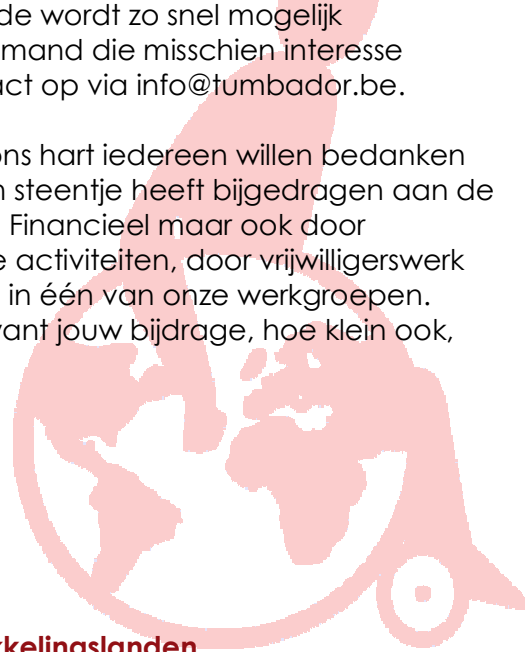 de wordt zo snel mogelijk
mand die misschien interesse
act op via info@tumbador.be.
ons hart iedereen willen bedanken
n steentje heeft bijgedragen aan de
Financieel maar ook door
e activiteiten, door vrijwilligerswerk
in één van onze werkgroepen.
vant jouw bijdrage, hoe klein ook,
kkelingslanden